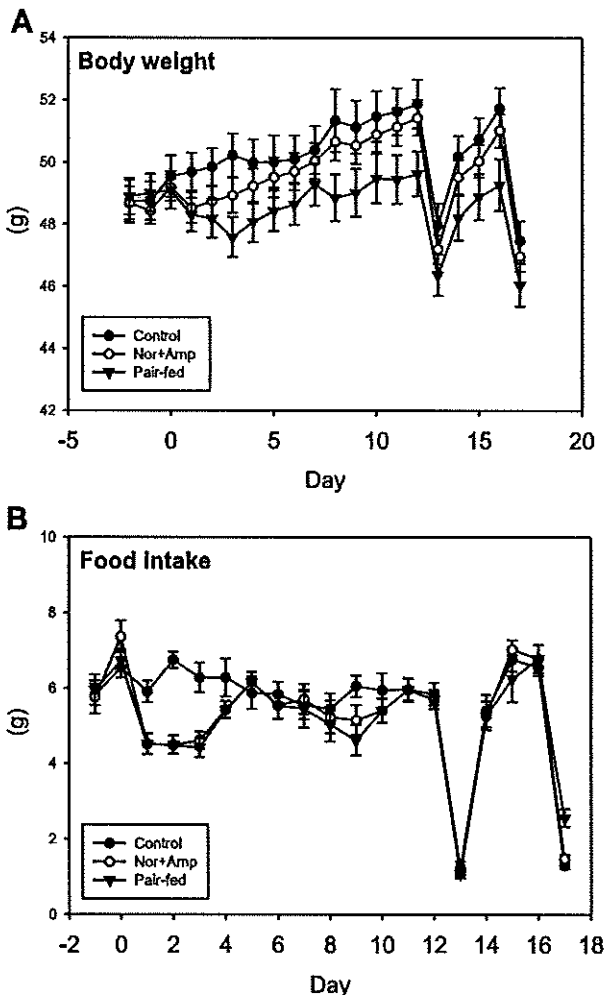 A
Body weight
54
52
50
48
46
44
42
(g)
Control
Nor+Amp
Pair-fed
-5 0 5 10 15 20
Day
B
Food intake
10
8
6
4
2
0
(g)
Control
Nor+Amp
Pair-fed
-2 0 2 4 6 8 10 12 14 16 18
Day